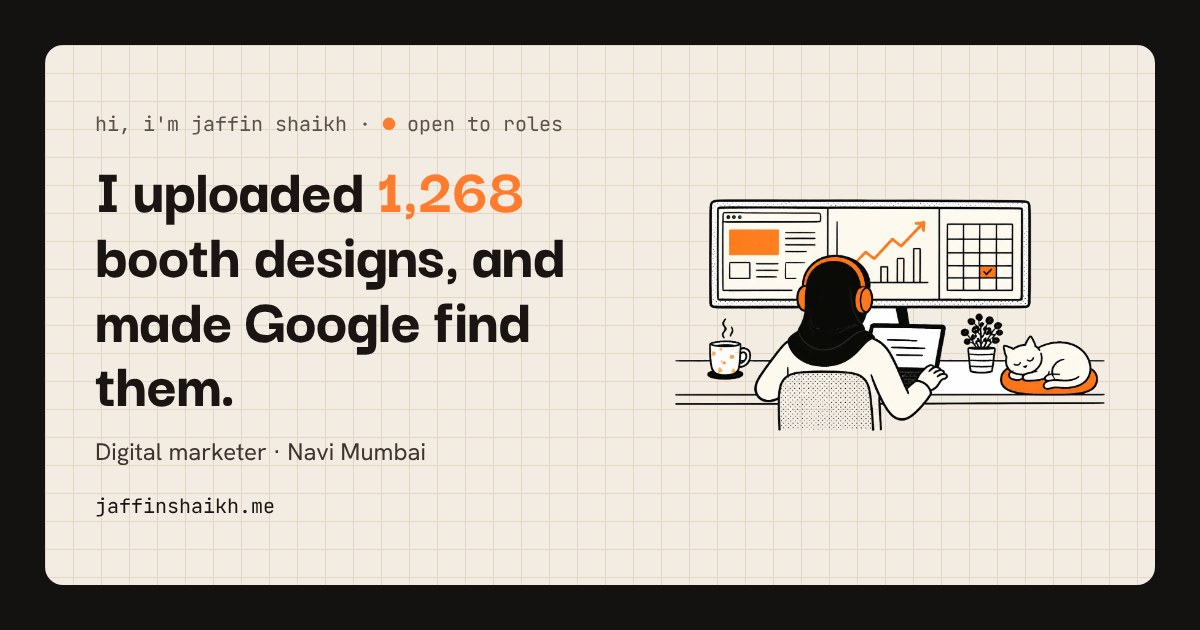 hi, i'm jaffin shaikh · ● open to roles
I uploaded 1,268
booth designs, and
made Google find
them.
Digital marketer · Navi Mumbai
jaffinshaikh.me